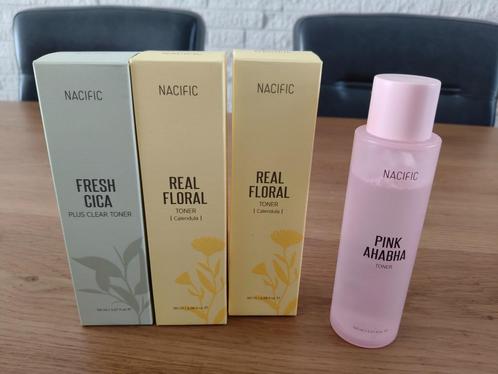 NACIFIC
FRESH
CICA
PLUS CLEAR TONER
NACIFIC
REAL
FLORAL
TONER
[ Calendula ]
NACIFIC
REAL
FLORAL
TONER
[ Calendula ]
NACIFIC
PINK
AHABHA
TONER